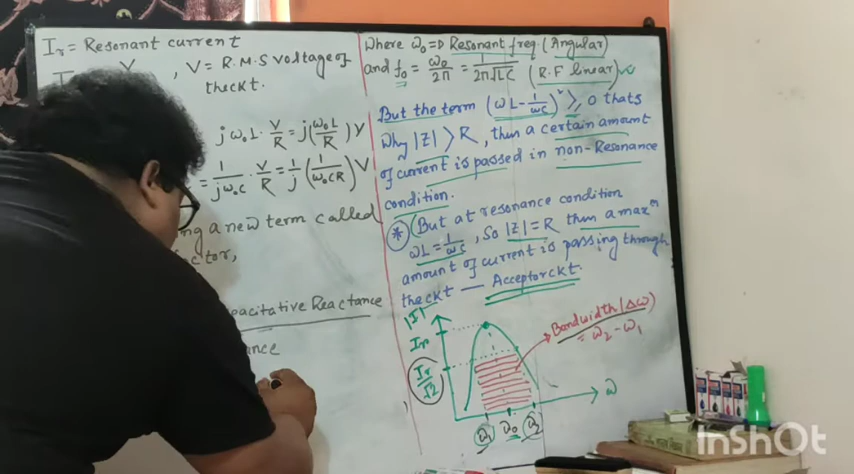 Ir = Resonant current
V , V = R.M.S voltage of
the ckt.
jω₀L · V/R = j(ω₀L/R)V
= 1/jω₀C · V/R = 1/j (1/ω₀CR) V
ng a new term called
ctor,
apacitative Reactance
ance
Where ω₀ => Resonant freq. (Angular)
and f₀ = ω₀/2π = 1/2π√LC (R.F linear)
But the term (ωL - 1/ωC)² ≥ 0 thats
why |Z| > R, then a certain amount
of current is passed in non-Resonance
condition.
* But at resonance condition
ωL = 1/ωC, So |Z| = R then a maxᵐ
amount of current is passing through
the ckt — Acceptor ckt.
|I|
Ir
Ir/√2
Bandwidth (Δω)
= ω₂ - ω₁
ω₁ ω₀ ω₂
ω
InShOt